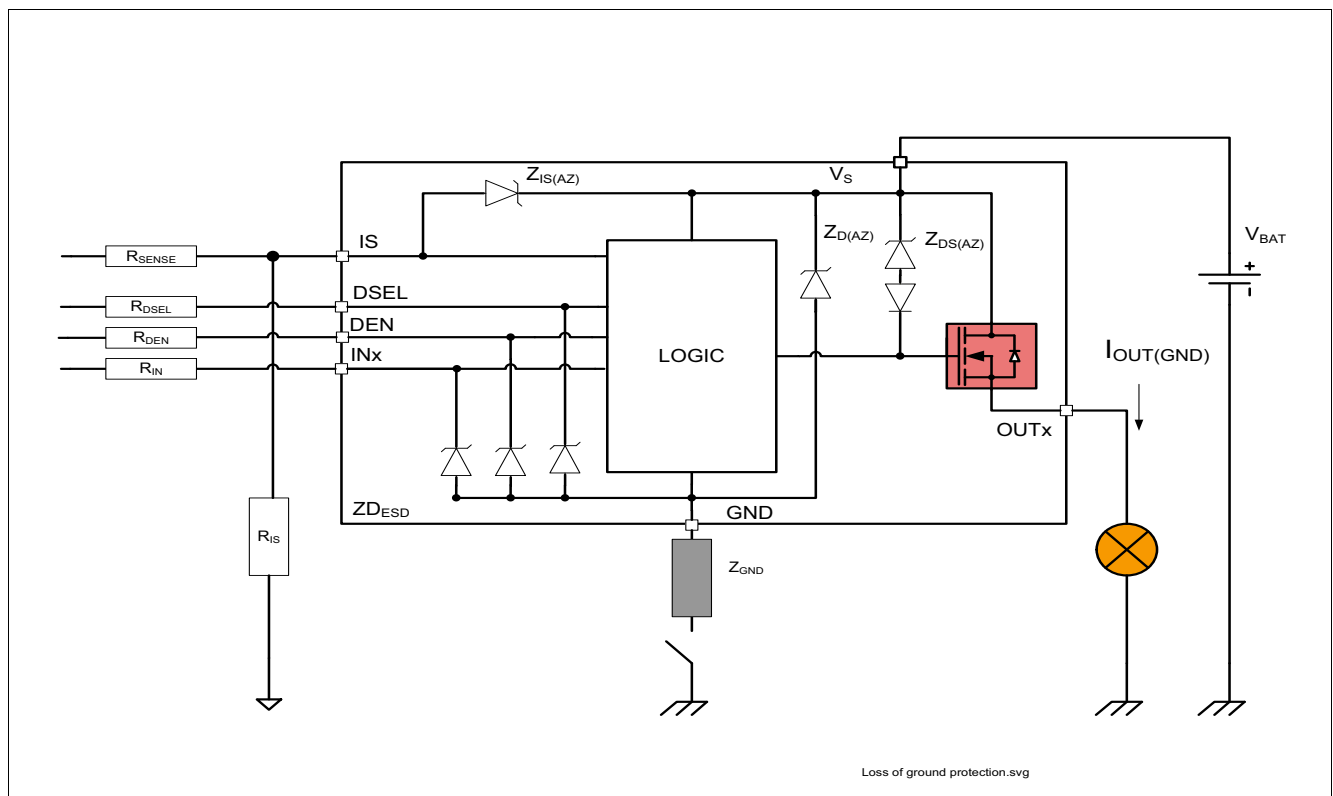 ZIS(AZ)
VS
ZD(AZ)
ZDS(AZ)
VBAT
+
-
RSENSE
IS
RDSEL
DSEL
RDEN
DEN
RIN
INx
LOGIC
IOUT(GND)
OUTx
ZDESD
GND
RIS
ZGND
Loss of ground protection.svg